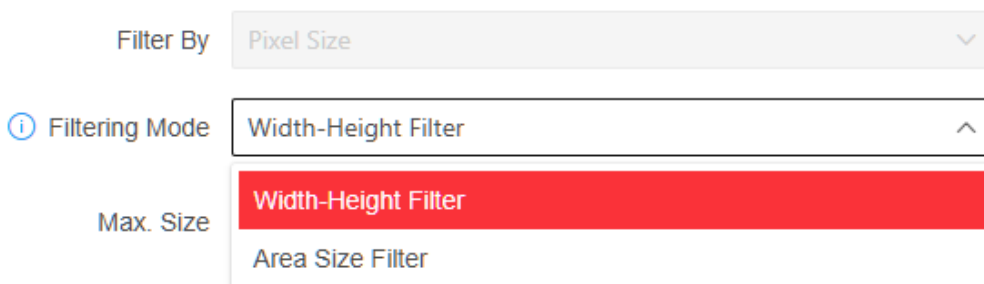 Filter By Pixel Size
Filtering Mode Width-Height Filter
Width-Height Filter
Max. Size
Area Size Filter